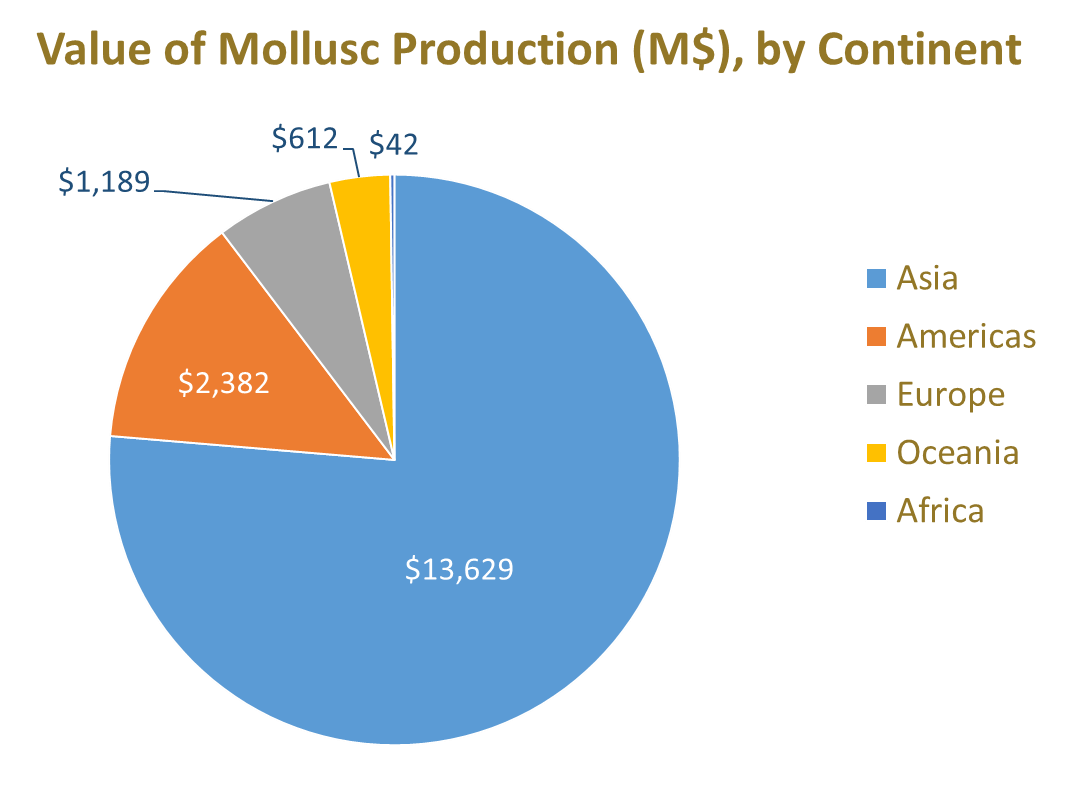 Value of Mollusc Production (M$), by Continent
$612
$42
$1,189
$2,382
$13,629
Asia
Americas
Europe
Oceania
Africa